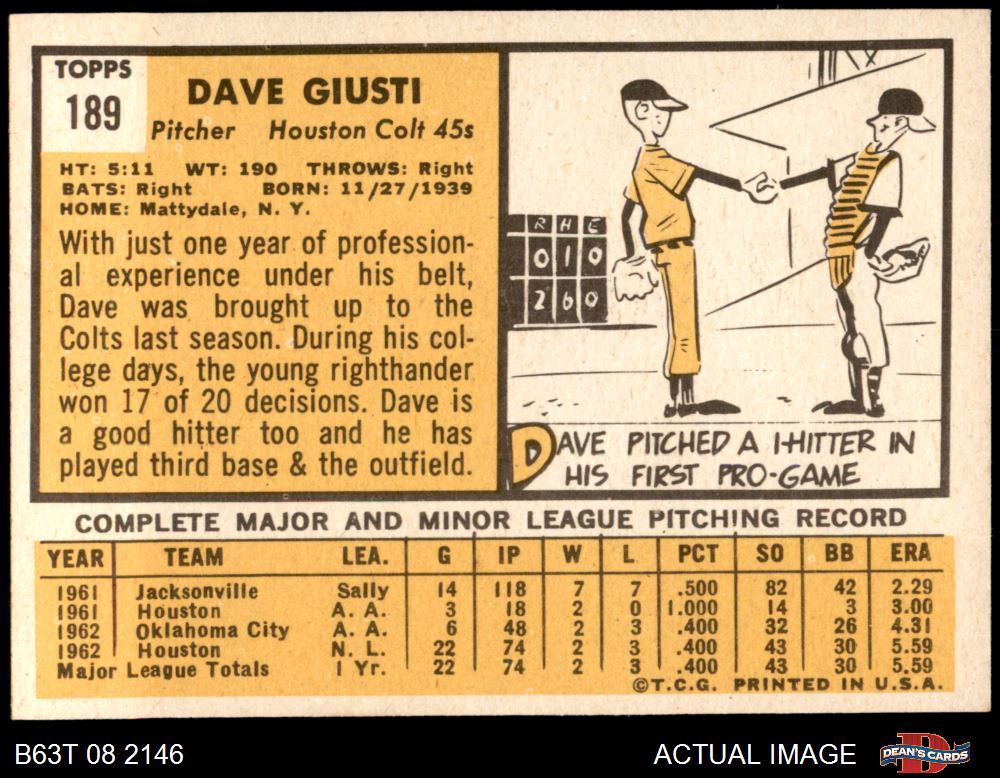 TOPPS
189
DAVE GIUSTI
Pitcher Houston Colt 45s
HT: 5:11 WT: 190 THROWS: Right
BATS: Right BORN: 11/27/1939
HOME: Mattydale, N. Y.
With just one year of profession-
al experience under his belt,
Dave was brought up to the
Colts last season. During his col-
lege days, the young righthander
won 17 of 20 decisions. Dave is
a good hitter too and he has
played third base & the outfield.
R H E
0 1 0
2 6 0
DAVE PITCHED A 1-HITTER IN
HIS FIRST PRO-GAME
COMPLETE MAJOR AND MINOR LEAGUE PITCHING RECORD
YEAR TEAM LEA. G IP W L PCT SO BB ERA
1961 Jacksonville Sally 14 118 7 7 .500 82 42 2.29
1961 Houston A. A. 3 18 2 0 1.000 14 3 3.00
1962 Oklahoma City A. A. 6 48 2 3 .400 32 26 4.31
1962 Houston N. L. 22 74 2 3 .400 43 30 5.59
Major League Totals 1 Yr. 22 74 2 3 .400 43 30 5.59
©T.C.G. PRINTED IN U.S.A.
B63T 08 2146 ACTUAL IMAGE DEAN'S CARDS